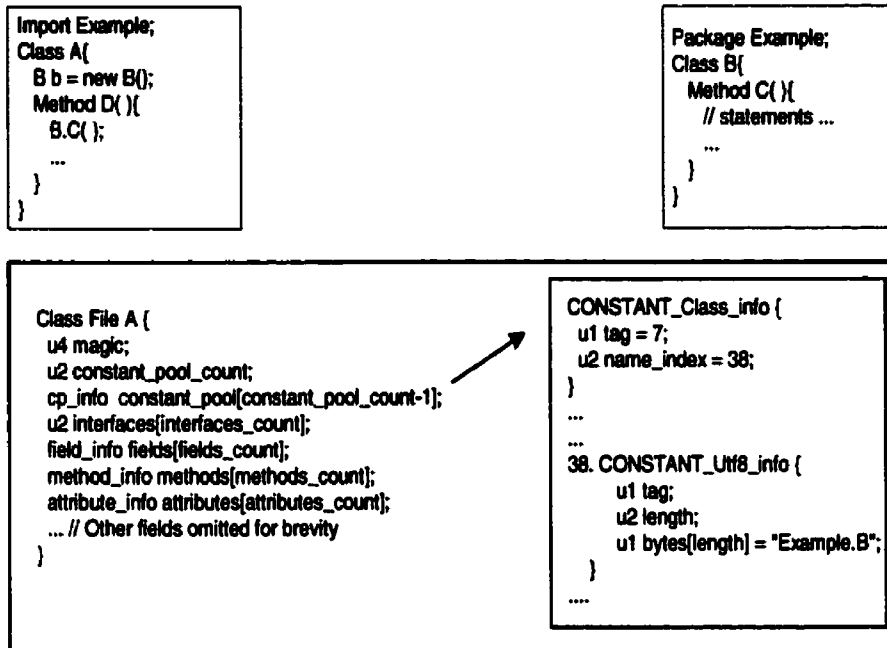 Import Example;
Class A{
B b = new B();
Method D( ){
B.C( );
...
}
}
Package Example;
Class B{
Method C( ){
// statements ...
...
}
}
Class File A {
u4 magic;
u2 constant_pool_count;
cp_info constant_pool[constant_pool_count-1];
u2 interfaces[interfaces_count];
field_info fields[fields_count];
method_info methods[methods_count];
attribute_info attributes[attributes_count];
... // Other fields omitted for brevity
}
CONSTANT_Class_info {
u1 tag = 7;
u2 name_index = 38;
}
...
...
38. CONSTANT_Utf8_info {
u1 tag;
u2 length;
u1 bytes[length] = "Example.B";
}
....